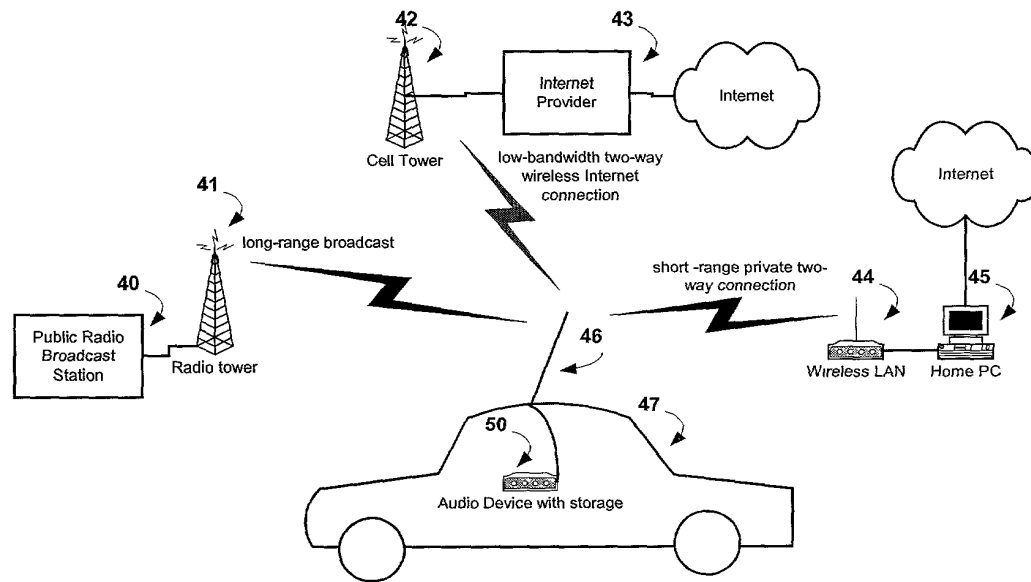 42
43
Internet
Provider
Internet
Cell Tower
low-bandwidth two-way
wireless Internet
connection
Internet
41
long-range broadcast
short -range private two-
way connection
44
45
40
Public Radio
Broadcast
Station
Radio tower
46
Wireless LAN
Home PC
47
50
Audio Device with storage